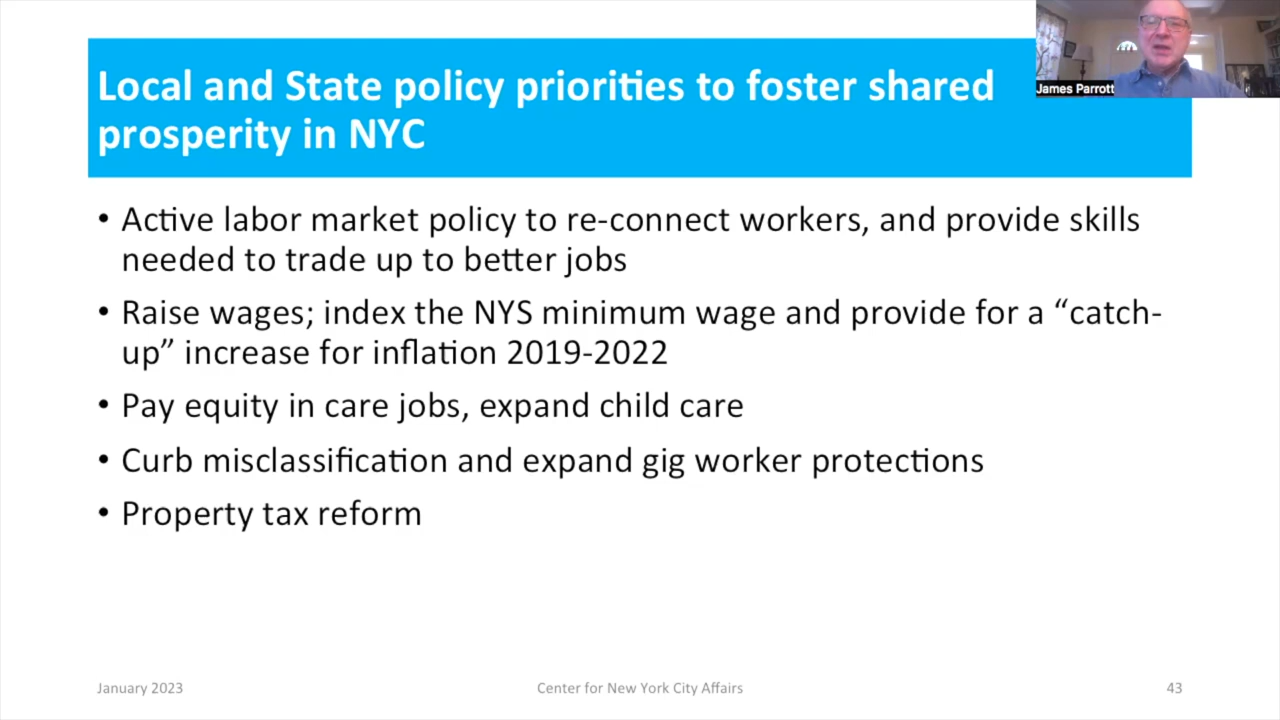 Local and State policy priorities to foster shared
prosperity in NYC
James Parrott
• Active labor market policy to re-connect workers, and provide skills
needed to trade up to better jobs
• Raise wages; index the NYS minimum wage and provide for a “catch-
up” increase for inflation 2019-2022
• Pay equity in care jobs, expand child care
• Curb misclassification and expand gig worker protections
• Property tax reform
January 2023
Center for New York City Affairs
43